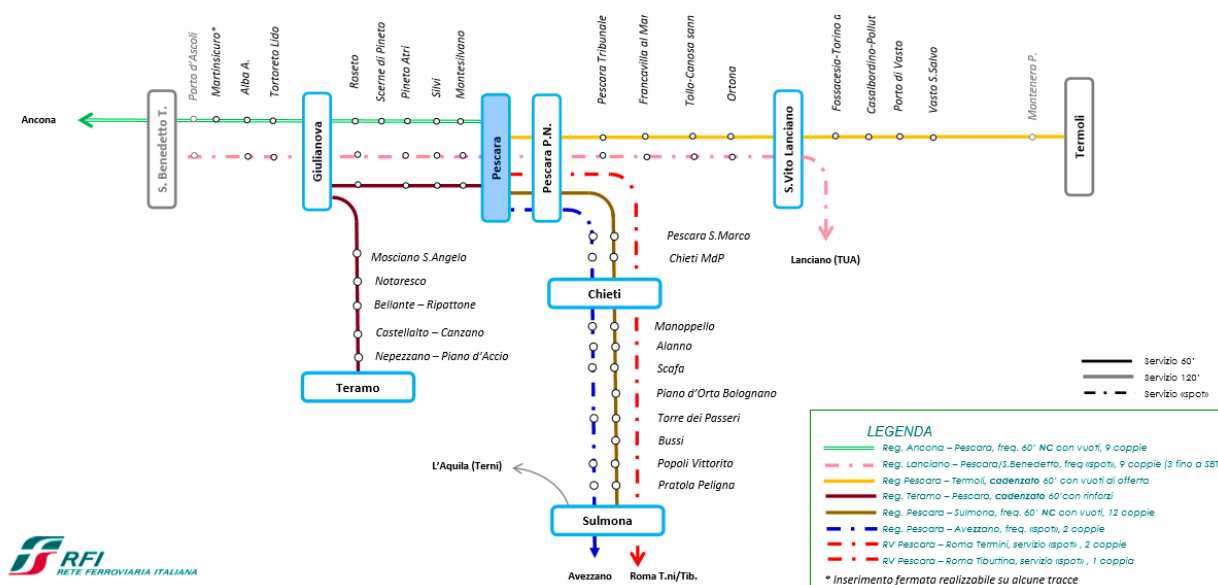 Porto d'Ascoli
Martinsicuro*
Alba A.
Tortoreto Lido
Roseto
Scerne di Pineto
Pineto Atri
Silvi
Montesilvano
Pescara Tribunale
Francavilla al Mar
Tollo-Canosa sann
Ortona
Fossacesia-Torino d
Casalbordino-Pollut
Porto di Vasto
Vasto S.Salvo
Montenero P.
Ancona
S. Benedetto T.
Giulianova
Pescara
Pescara P.N.
S.Vito Lanciano
Termoli
Pescara S.Marco
Chieti MdP
Lanciano (TUA)
Mosciano S.Angelo
Notaresco
Bellante – Ripattone
Castellalto – Canzano
Nepezzano – Piano d'Accio
Teramo
Chieti
Manoppello
Alanno
Scafa
Piano d'Orta Bolognano
Torre dei Passeri
Bussi
Popoli Vittorito
Pratola Peligna
L'Aquila (Terni)
Sulmona
Avezzano
Roma T.ni/Tib.
Servizio 60'
Servizio 120'
Servizio «spot»
LEGENDA
Reg. Ancona – Pescara, freq. 60' NC con vuoti, 9 coppie
Reg. Lanciano – Pescara/S.Benedetto, freq «spot», 9 coppie (3 fino a SBT
Reg Pescara – Termoli, cadenzato 60' con vuoti di offerta
Reg. Teramo – Pescara, cadenzato 60'con rinforzi
Reg. Pescara – Sulmona, freq. 60' NC con vuoti, 12 coppie
Reg. Pescara – Avezzano, freq. «spot», 2 coppie
RV Pescara – Roma Termini, servizio «spot» , 2 coppie
RV Pescara – Roma Tiburtina, servizio «spot», 1 coppia
* Inserimento fermata realizzabile su alcune tracce
RFI
RETE FERROVIARIA ITALIANA